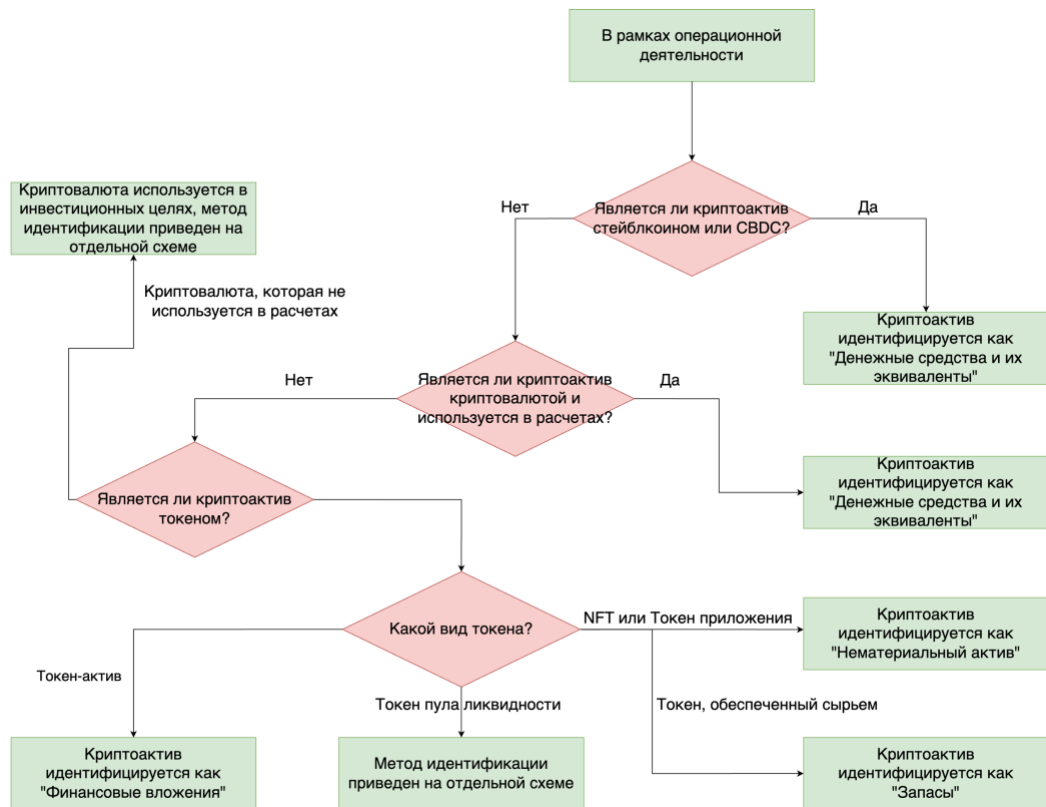 В рамках операционной
деятельности
Криптовалюта используется в
инвестиционных целях, метод
идентификации приведен на
отдельной схеме
Нет
Является ли криптоактив
стейблкоином или CBDC?
Да
Криптовалюта, которая не
используется в расчетах
Криптоактив
идентифицируется как
"Денежные средства и их
эквиваленты"
Нет
Является ли криптоактив
криптовалютой и
используется в расчетах?
Да
Является ли криптоактив
токеном?
Криптоактив
идентифицируется как
"Денежные средства и их
эквиваленты"
Какой вид токена?
NFT или Токен приложения
Криптоактив
идентифицируется как
"Нематериальный актив"
Токен-актив
Токен пула ликвидности
Токен, обеспеченный сырьем
Криптоактив
идентифицируется как
"Финансовые вложения"
Метод идентификации
приведен на отдельной схеме
Криптоактив
идентифицируется как
"Запасы"